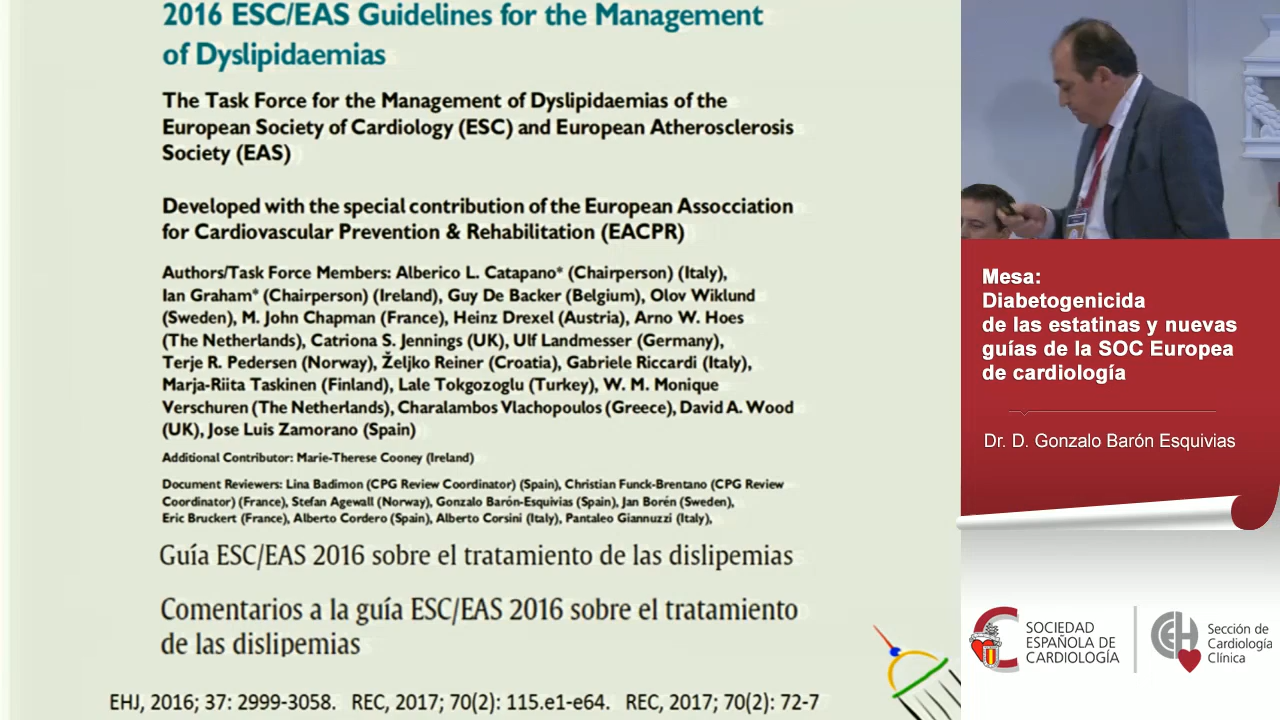 2016 ESC/EAS Guidelines for the Management
of Dyslipidaemias
The Task Force for the Management of Dyslipidaemias of the
European Society of Cardiology (ESC) and European Atherosclerosis
Society (EAS)
Developed with the special contribution of the European Assocciation
for Cardiovascular Prevention & Rehabilitation (EACPR)
Authors/Task Force Members: Alberico L. Catapano* (Chairperson) (Italy),
Ian Graham* (Chairperson) (Ireland), Guy De Backer (Belgium), Olov Wiklund
(Sweden), M. John Chapman (France), Heinz Drexel (Austria), Arno W. Hoes
(The Netherlands), Catriona S. Jennings (UK), Ulf Landmesser (Germany),
Terje R. Pedersen (Norway), Željko Reiner (Croatia), Gabriele Riccardi (Italy),
Marja-Riita Taskinen (Finland), Lale Tokgozoglu (Turkey), W. M. Monique
Verschuren (The Netherlands), Charalambos Vlachopoulos (Greece), David A. Wood
(UK), Jose Luis Zamorano (Spain)
Additional Contributor: Marie-Therese Cooney (Ireland)
Document Reviewers: Lina Badimon (CPG Review Coordinator) (Spain), Christian Funck-Brentano (CPG Review
Coordinator) (France), Stefan Agewall (Norway), Gonzalo Barón-Esquivias (Spain), Jan Borén (Sweden),
Eric Bruckert (France), Alberto Cordero (Spain), Alberto Corsini (Italy), Pantaleo Giannuzzi (Italy),
Guía ESC/EAS 2016 sobre el tratamiento de las dislipemias
Comentarios a la guía ESC/EAS 2016 sobre el tratamiento
de las dislipemias
EHJ, 2016; 37: 2999-3058. REC, 2017; 70(2): 115.e1-e64. REC, 2017; 70(2): 72-7
Mesa:
Diabetogenicida
de las estatinas y nuevas
guías de la SOC Europea
de cardiología
Dr. D. Gonzalo Barón Esquivias
SOCIEDAD
ESPAÑOLA DE
CARDIOLOGÍA
CEH
Sección de
Cardiología
Clínica